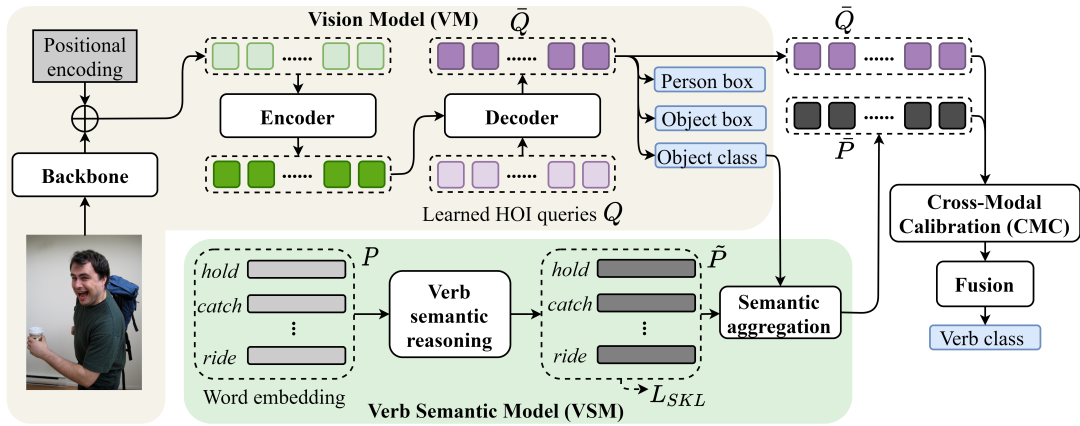 Vision Model (VM)
Positional
encoding
......
Q̄
......
Q̄
......
Person box
Encoder
Decoder
Object box
......
P̄
Backbone
......
......
Object class
Learned HOI queries Q
Cross-Modal
Calibration (CMC)
hold
catch
⋮
ride
P
Verb
semantic
reasoning
hold
catch
⋮
ride
P̃
Semantic
aggregation
Fusion
Verb class
Word embedding
L_{SKL}
Verb Semantic Model (VSM)